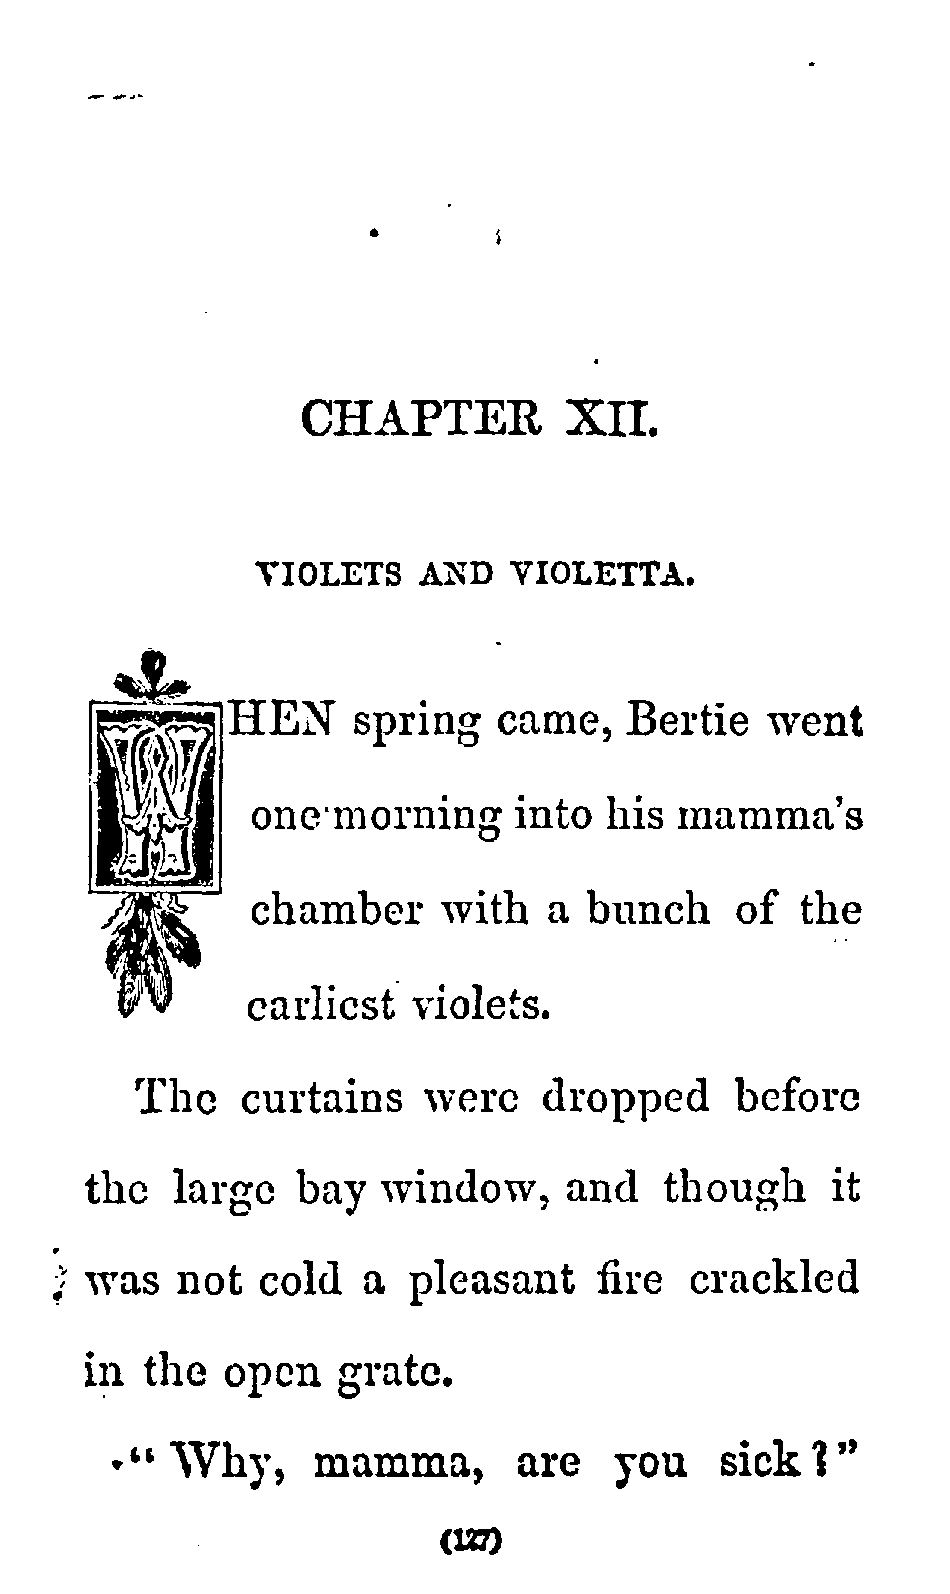 CHAPTER XII.
VIOLETS AND VIOLETTA.
WHEN spring came, Bertie went
one morning into his mamma's
chamber with a bunch of the
earliest violets.
The curtains were dropped before
the large bay window, and though it
was not cold a pleasant fire crackled
in the open grate.
"Why, mamma, are you sick?"
(127)